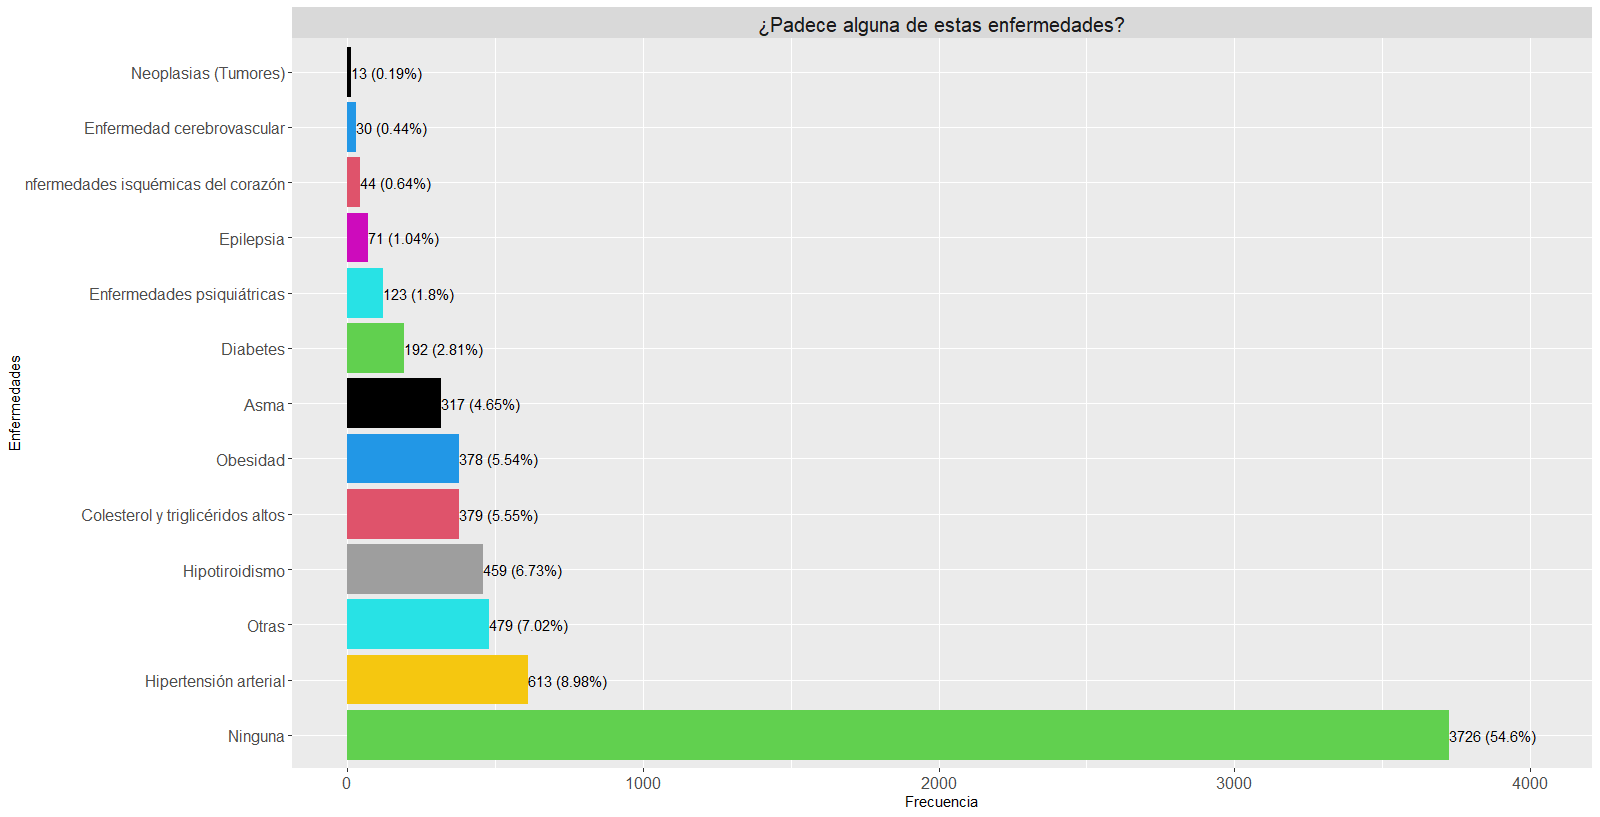 ¿Padece alguna de estas enfermedades?
Enfermedades
Neoplasias (Tumores) 13 (0.19%)
Enfermedad cerebrovascular 30 (0.44%)
nfermedades isquémicas del corazón 44 (0.64%)
Epilepsia 71 (1.04%)
Enfermedades psiquiátricas 123 (1.8%)
Diabetes 192 (2.81%)
Asma 317 (4.65%)
Obesidad 378 (5.54%)
Colesterol y triglicéridos altos 379 (5.55%)
Hipotiroidismo 459 (6.73%)
Otras 479 (7.02%)
Hipertensión arterial 613 (8.98%)
Ninguna 3726 (54.6%)
0 1000 2000 3000 4000
Frecuencia